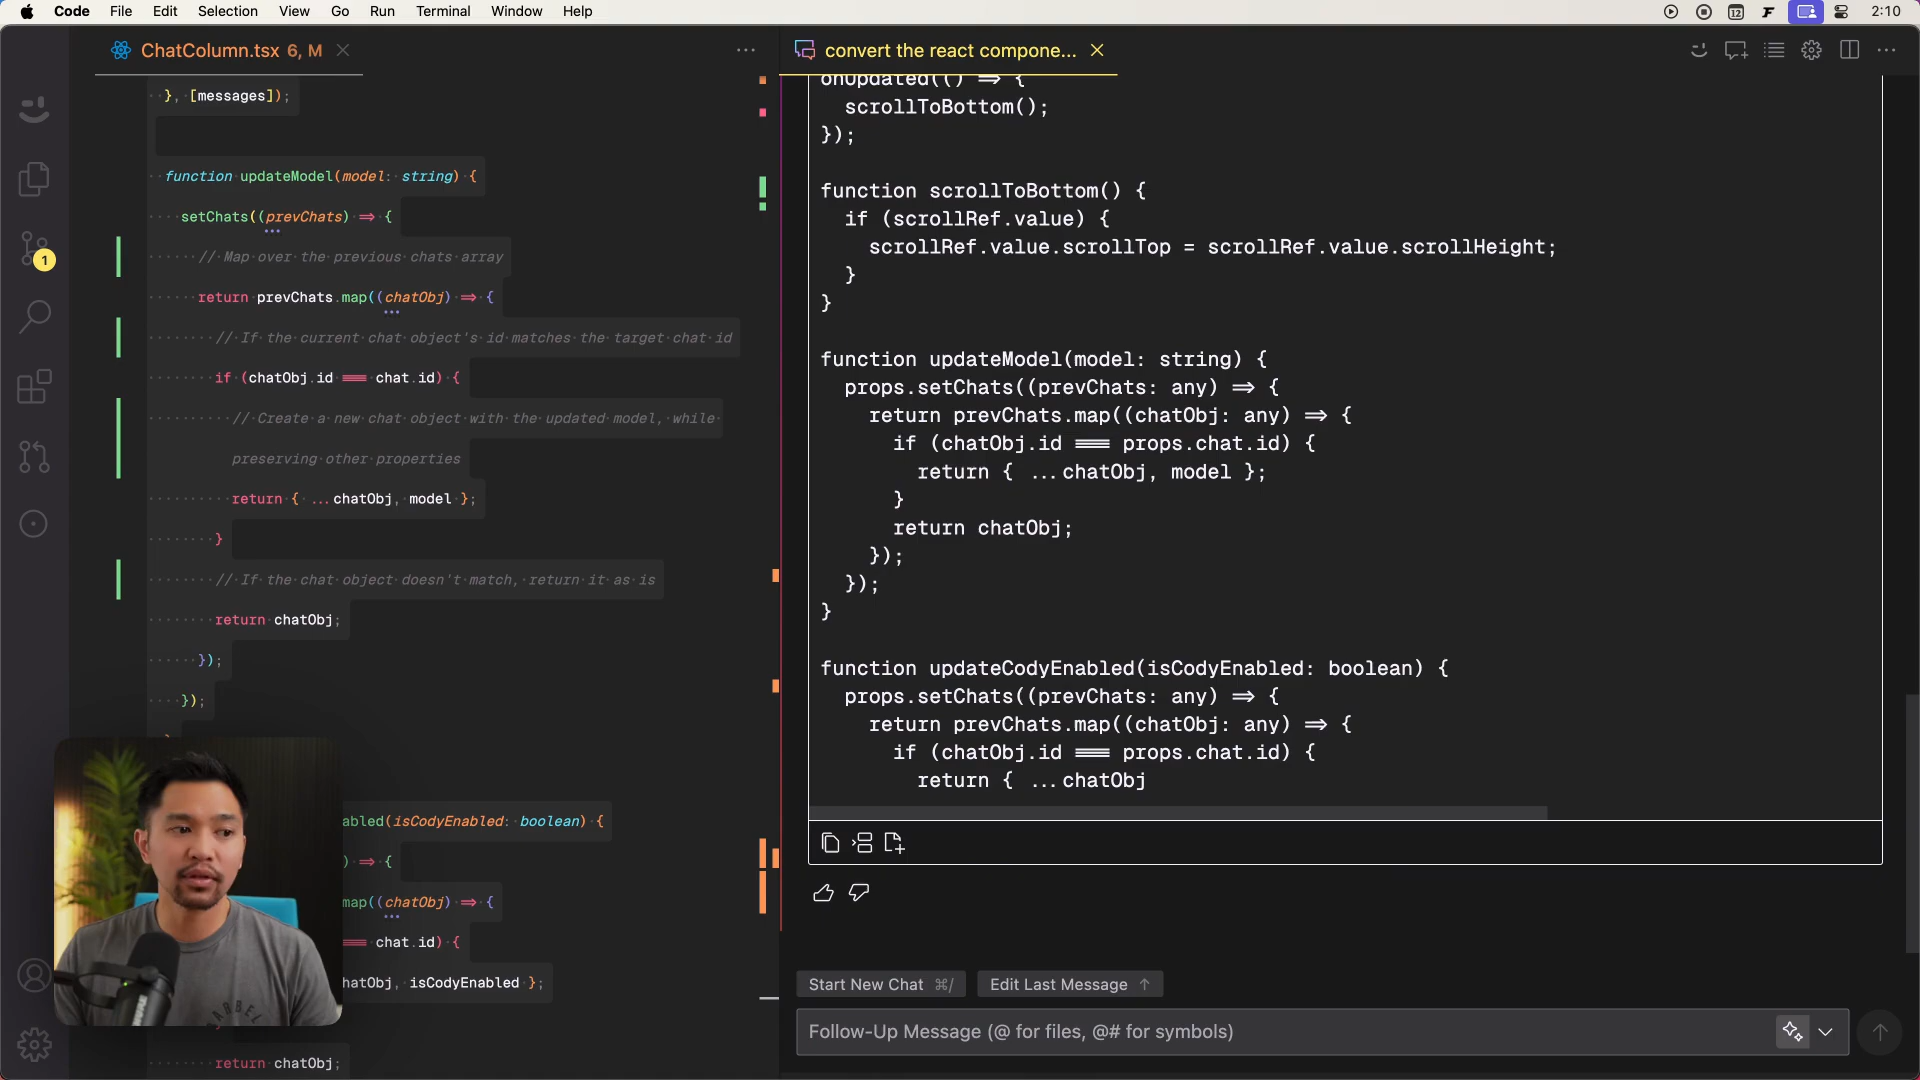 Code File Edit Selection View Go Run Terminal Window Help
12
2:10
ChatColumn.tsx 6, M
convert the react compone...
}, [messages]);
function updateModel(model: string) {
setChats((prevChats) => {
// Map over the previous chats array
return prevChats.map((chatObj) => {
// If the current chat object's id matches the target chat id
if (chatObj.id === chat.id) {
// Create a new chat object with the updated model, while
preserving other properties
return { ...chatObj, model };
}
// If the chat object doesn't match, return it as is
return chatObj;
});
});
abled(isCodyEnabled: boolean) {
) => {
map((chatObj) => {
=== chat.id) {
hatObj, isCodyEnabled };
return chatObj;
1
onUpdated(() => {
scrollToBottom();
});
function scrollToBottom() {
if (scrollRef.value) {
scrollRef.value.scrollTop = scrollRef.value.scrollHeight;
}
}
function updateModel(model: string) {
props.setChats((prevChats: any) => {
return prevChats.map((chatObj: any) => {
if (chatObj.id === props.chat.id) {
return { ...chatObj, model };
}
return chatObj;
});
});
}
function updateCodyEnabled(isCodyEnabled: boolean) {
props.setChats((prevChats: any) => {
return prevChats.map((chatObj: any) => {
if (chatObj.id === props.chat.id) {
return { ...chatObj
Start New Chat ⌘/
Edit Last Message ↑
Follow-Up Message (@ for files, @# for symbols)